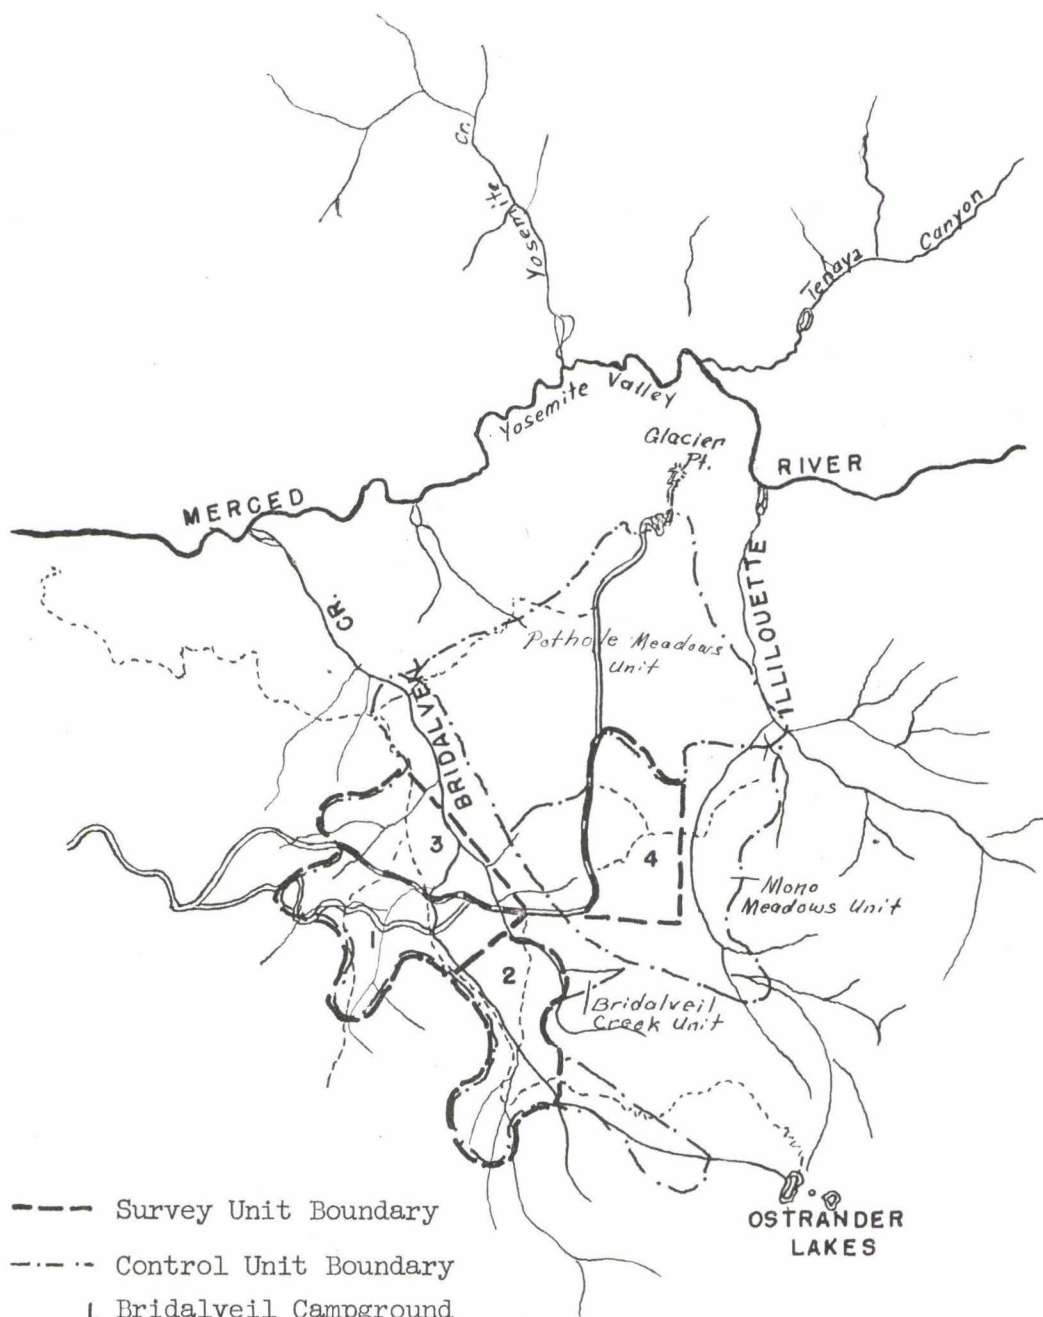 Yosemite Cr.
Tenaya Canyon
Yosemite Valley
Glacier
Pt.
MERCED
RIVER
CR.
ILLILOUETTE
Pothole Meadows
Unit
BRIDALVEIL
3
4
Mono
Meadows Unit
1
2
Bridalveil
Creek Unit
OSTRANDER
LAKES
Survey Unit Boundary
Control Unit Boundary
Bridalveil Campground